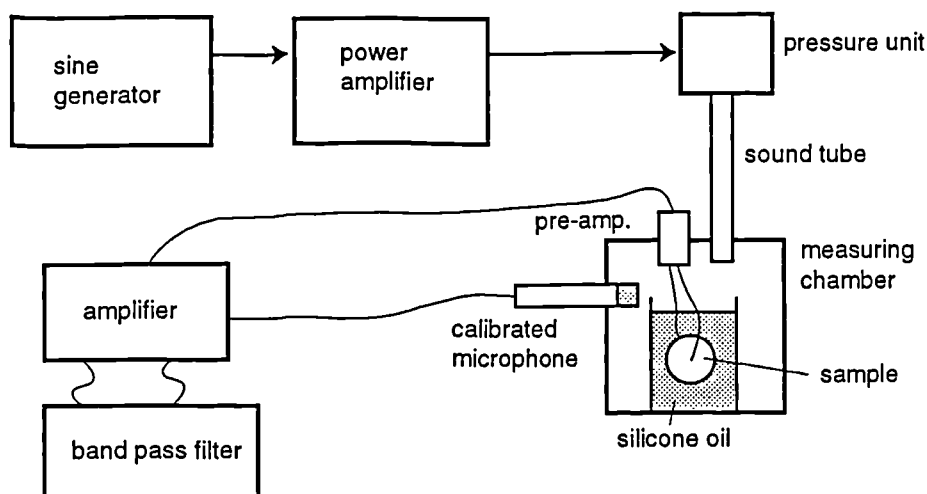 sine
generator
power
amplifier
pressure unit
sound tube
pre-amp.
measuring
chamber
amplifier
calibrated
microphone
sample
silicone oil
band pass filter